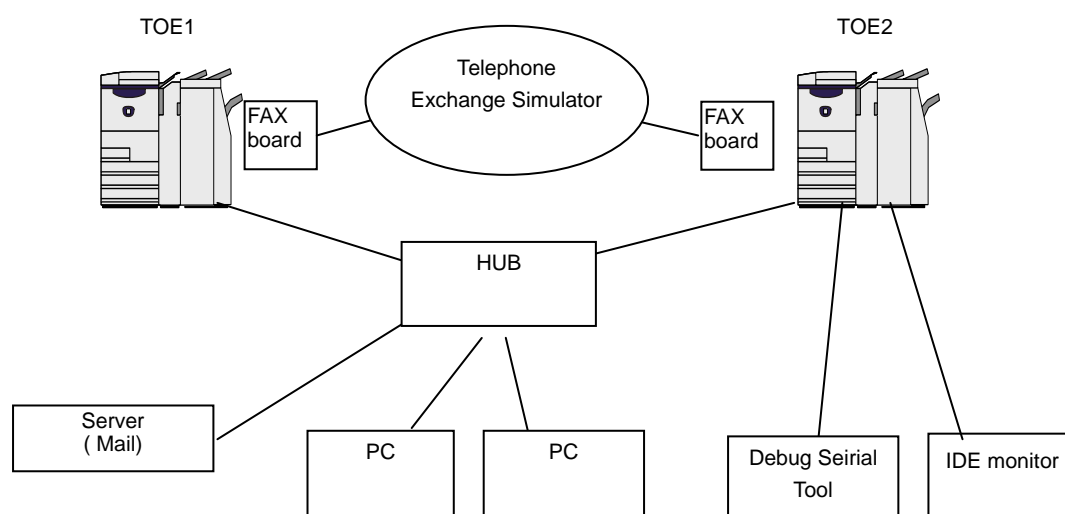 TOE1
TOE2
Telephone
Exchange Simulator
FAX
board
FAX
board
HUB
Server
( Mail)
PC
PC
Debug Seirial
Tool
IDE monitor